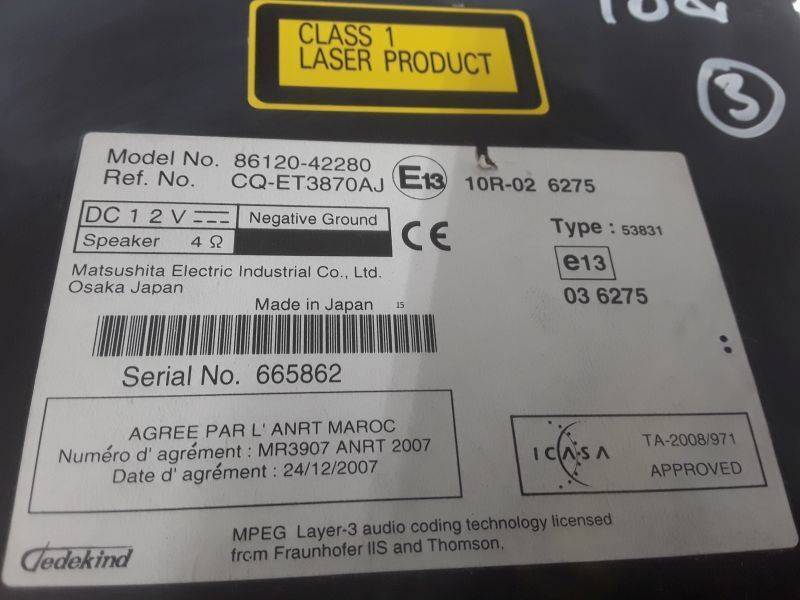 CLASS 1
LASER PRODUCT
3
Model No. 86120-42280
Ref. No. CQ-ET3870AJ
E13
10R-02 6275
DC 1 2 V
Negative Ground
Speaker 4 Ω
CE
Type : 53831
e13
03 6275
Matsushita Electric Industrial Co., Ltd.
Osaka Japan
Made in Japan 15
Serial No. 665862
AGREE PAR L' ANRT MAROC
Numéro d' agrément : MR3907 ANRT 2007
Date d' agrément : 24/12/2007
ICASA
TA-2008/971
APPROVED
MPEG Layer-3 audio coding technology licensed
from Fraunhofer IIS and Thomson.
Dedekind